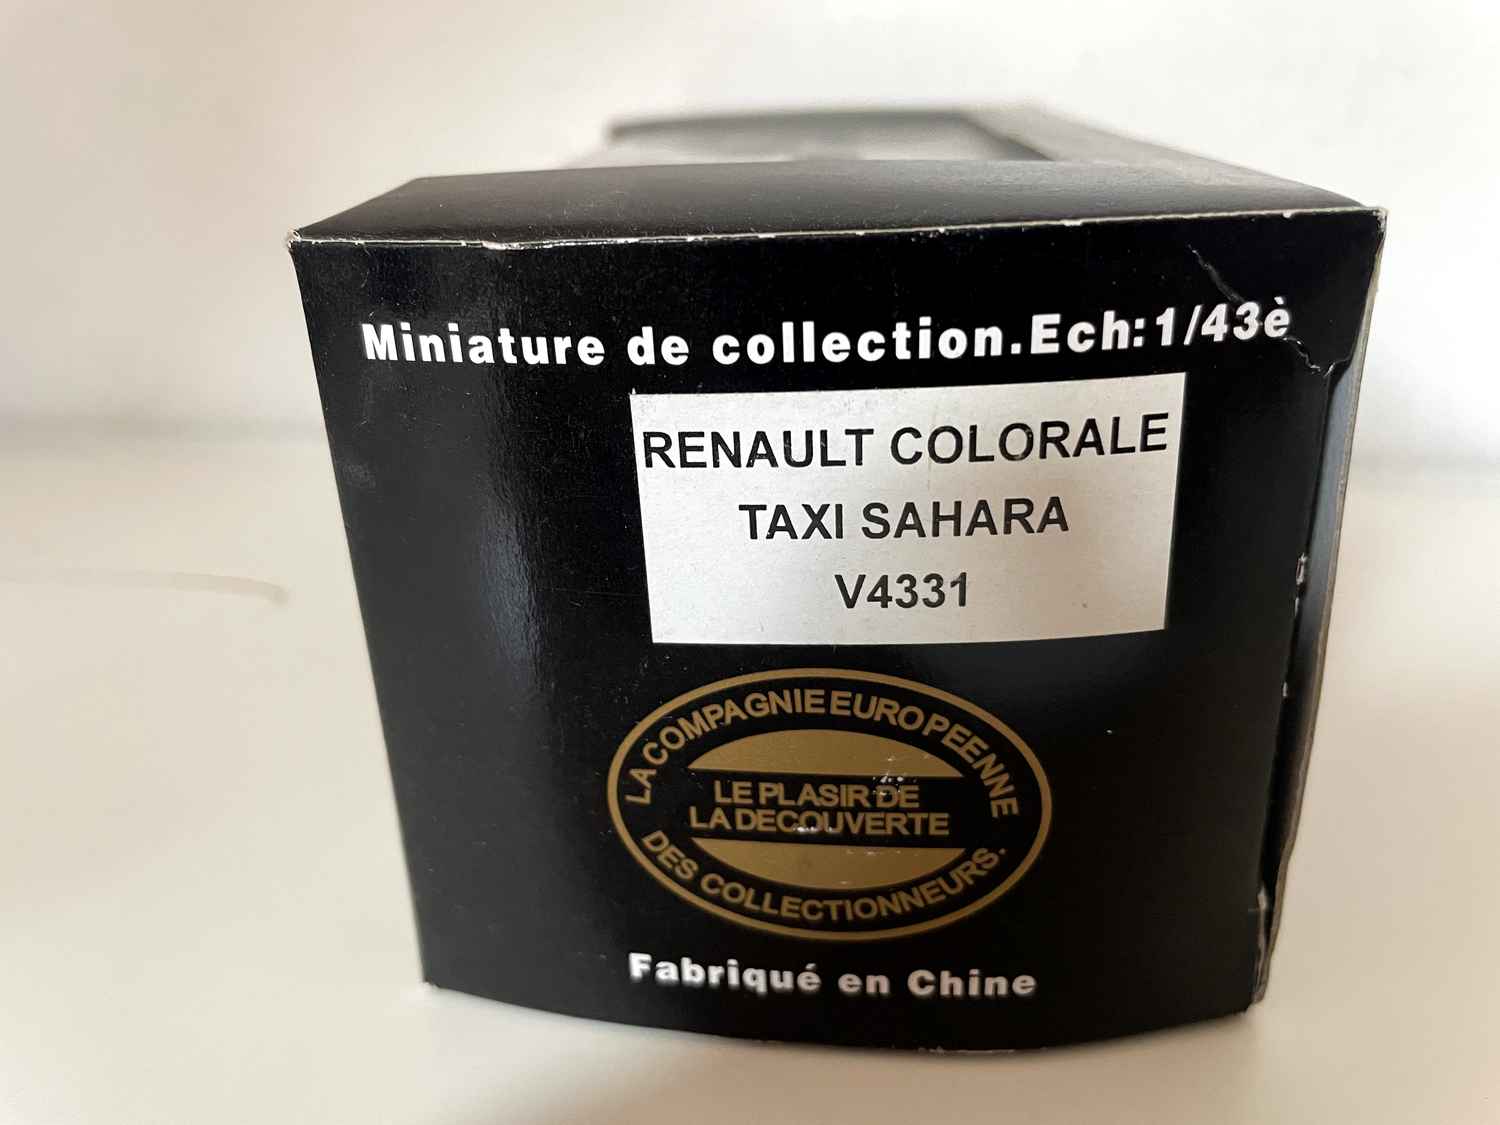 Miniature de collection.Ech:1/43è
RENAULT COLORALE
TAXI SAHARA
V4331
LA COMPAGNIE EUROPEENNE
LE PLASIR DE
LA DECOUVERTE
DES COLLECTIONNEURS.
Fabriqué en Chine